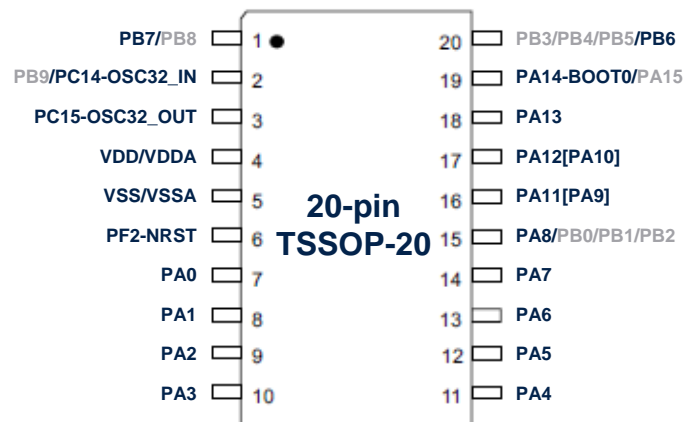 PB7/PB8 1 20 PB3/PB4/PB5/PB6
PB9/PC14-OSC32_IN 2 19 PA14-BOOT0/PA15
PC15-OSC32_OUT 3 18 PA13
VDD/VDDA 4 17 PA12[PA10]
VSS/VSSA 5 16 PA11[PA9]
20-pin
TSSOP-20
PF2-NRST 6 15 PA8/PB0/PB1/PB2
PA0 7 14 PA7
PA1 8 13 PA6
PA2 9 12 PA5
PA3 10 11 PA4